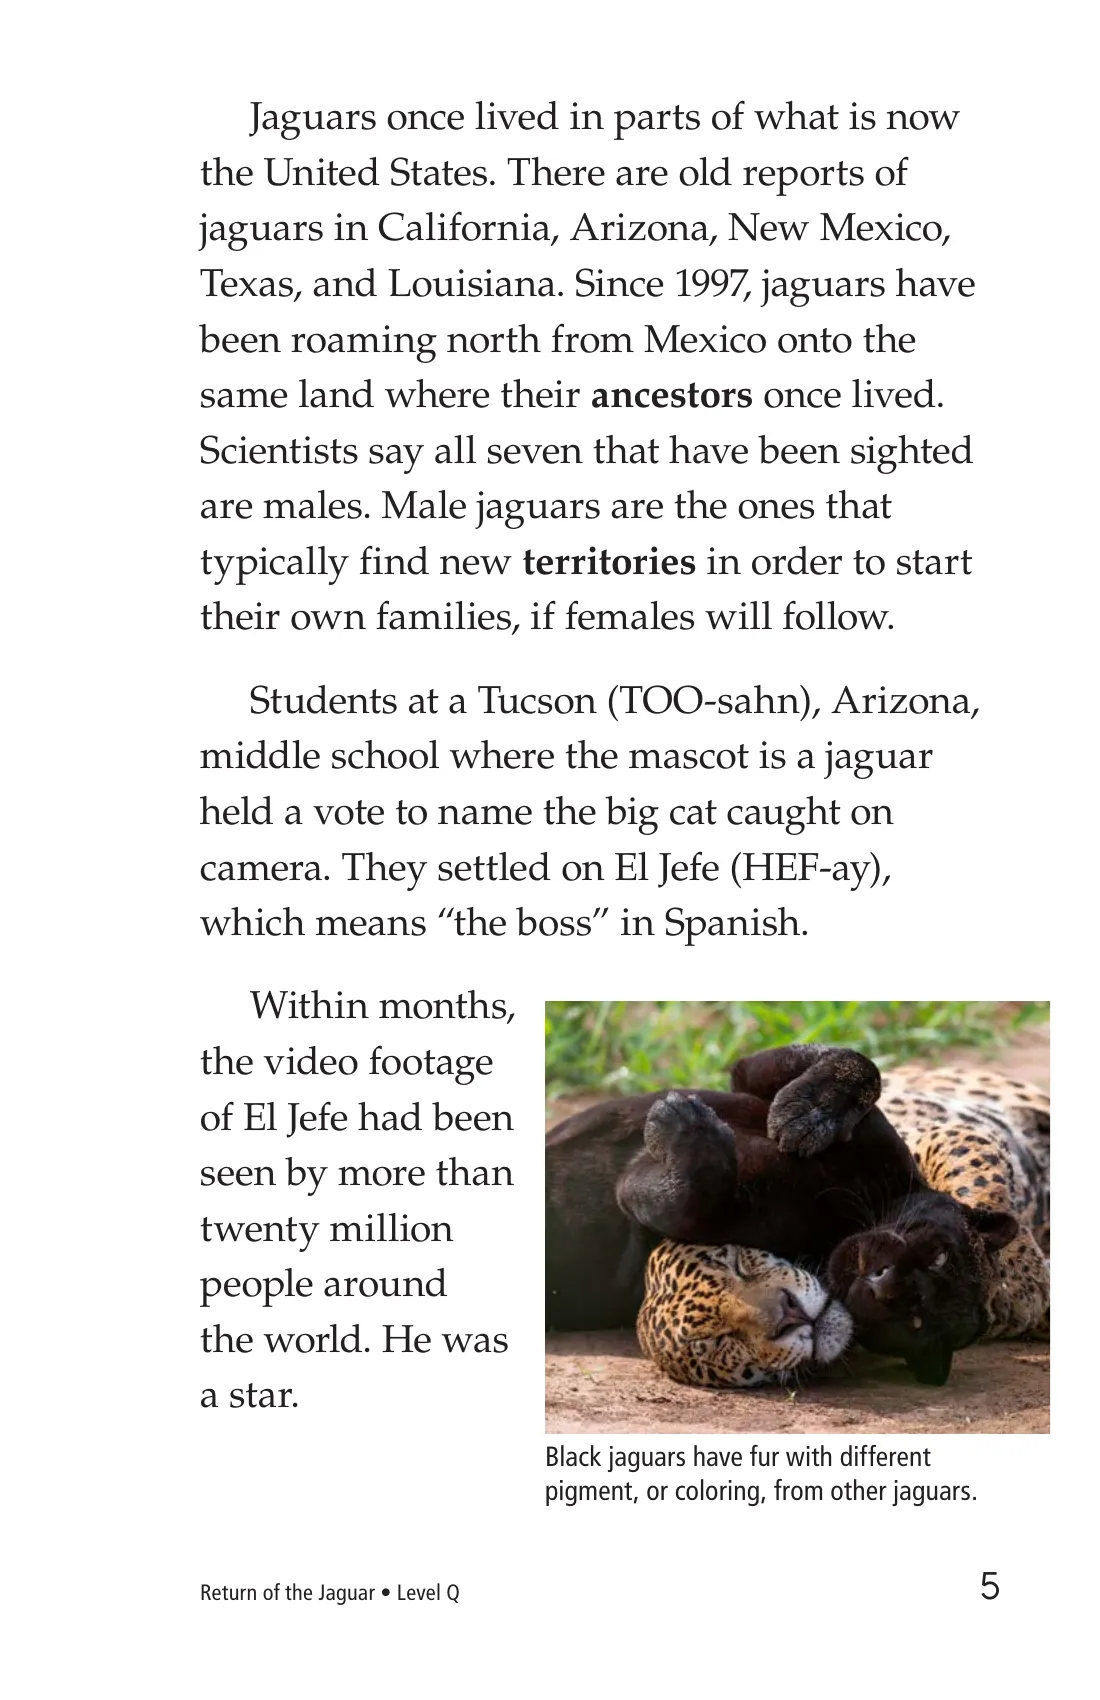 Jaguars once lived in parts of what is now
the United States. There are old reports of
jaguars in California, Arizona, New Mexico,
Texas, and Louisiana. Since 1997, jaguars have
been roaming north from Mexico onto the
same land where their ancestors once lived.
Scientists say all seven that have been sighted
are males. Male jaguars are the ones that
typically find new territories in order to start
their own families, if females will follow.
Students at a Tucson (TOO-sahn), Arizona,
middle school where the mascot is a jaguar
held a vote to name the big cat caught on
camera. They settled on El Jefe (HEF-ay),
which means “the boss” in Spanish.
Within months,
the video footage
of El Jefe had been
seen by more than
twenty million
people around
the world. He was
a star.
Black jaguars have fur with different
pigment, or coloring, from other jaguars.
Return of the Jaguar • Level Q
5